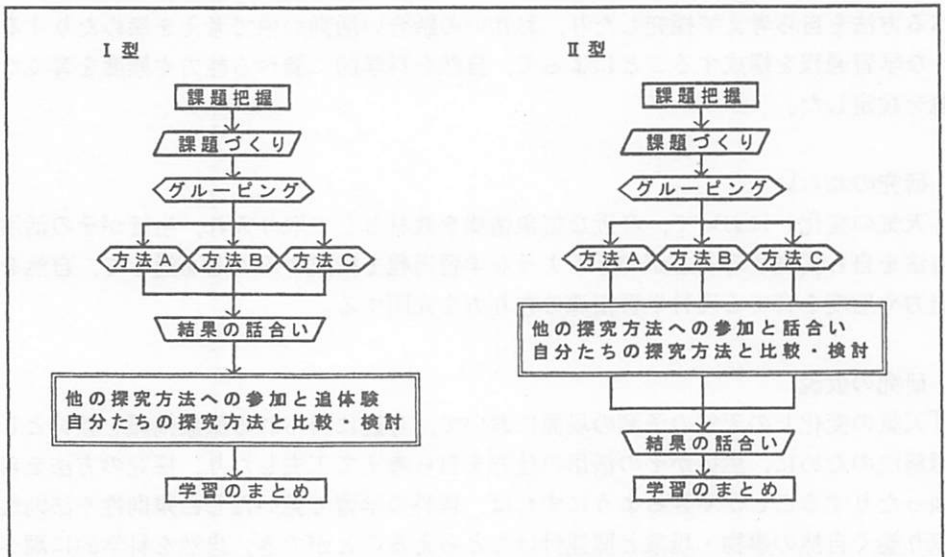 Ⅰ型
課題把握
課題づくり
グルーピング
方法A
方法B
方法C
結果の話合い
他の探究方法への参加と追体験
自分たちの探究方法と比較・検討
学習のまとめ
Ⅱ型
課題把握
課題づくり
グルーピング
方法A
方法B
方法C
他の探究方法への参加と話合い
自分たちの探究方法と比較・検討
結果の話合い
学習のまとめ